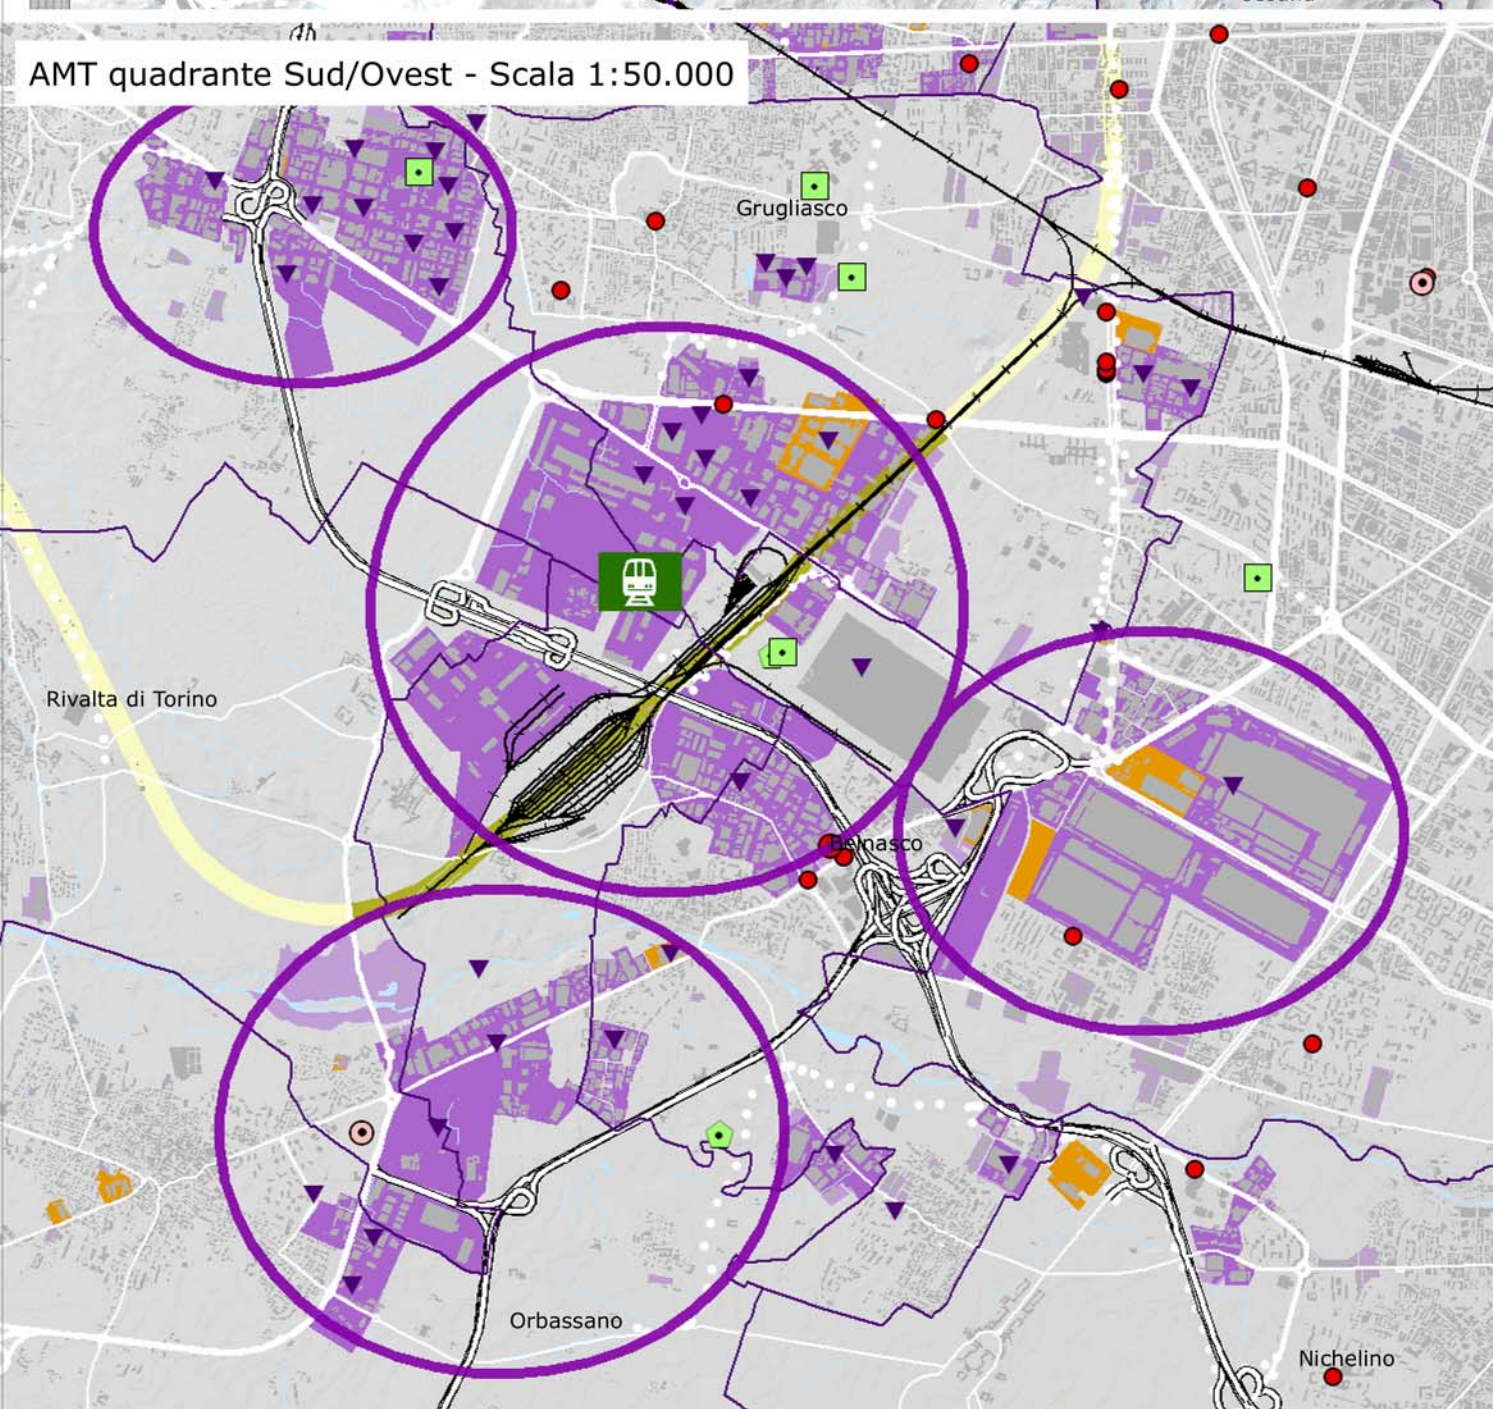 AMT quadrante Sud/Ovest - Scala 1:50.000
Grugliasco
Rivalta di Torino
Beinasco
Orbassano
Nichelino